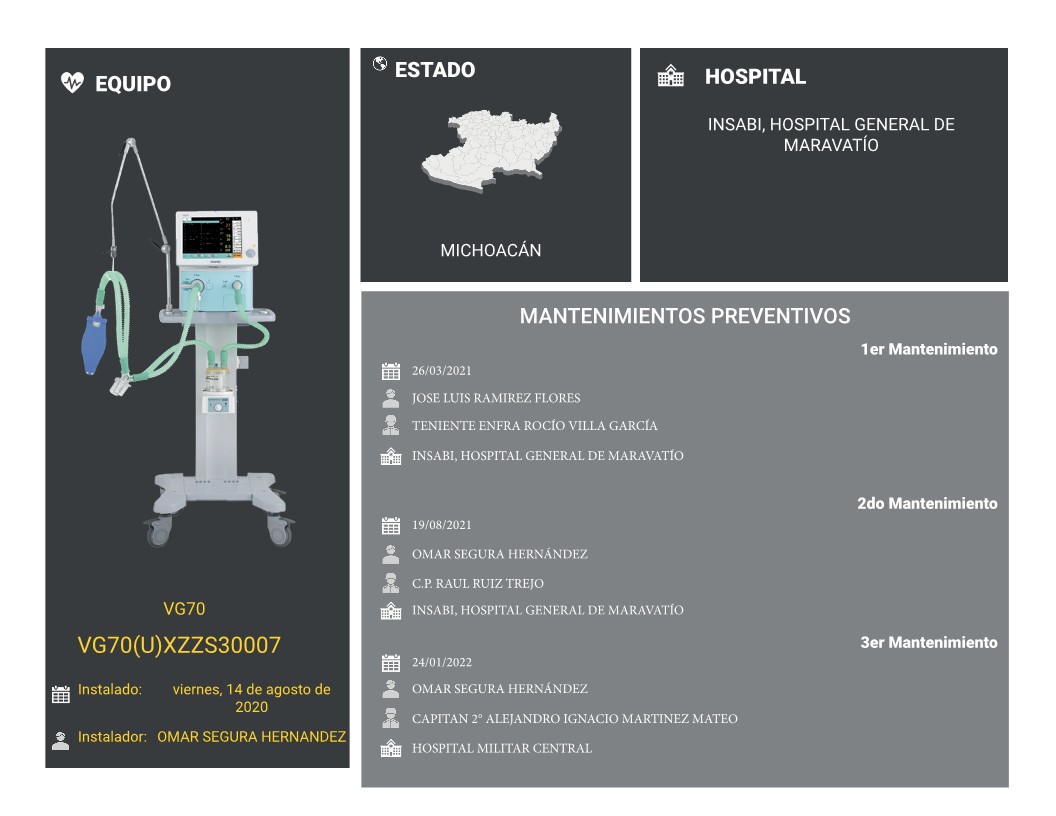 EQUIPO
VG70
VG70(U)XZZS30007
Instalado: viernes, 14 de agosto de
2020
Instalador: OMAR SEGURA HERNANDEZ
ESTADO
MICHOACÁN
HOSPITAL
INSABI, HOSPITAL GENERAL DE
MARAVATÍO
MANTENIMIENTOS PREVENTIVOS
1er Mantenimiento
26/03/2021
JOSE LUIS RAMIREZ FLORES
TENIENTE ENFRA ROCÍO VILLA GARCÍA
INSABI, HOSPITAL GENERAL DE MARAVATÍO
2do Mantenimiento
19/08/2021
OMAR SEGURA HERNÁNDEZ
C.P. RAUL RUIZ TREJO
INSABI, HOSPITAL GENERAL DE MARAVATÍO
3er Mantenimiento
24/01/2022
OMAR SEGURA HERNÁNDEZ
CAPITAN 2° ALEJANDRO IGNACIO MARTINEZ MATEO
HOSPITAL MILITAR CENTRAL